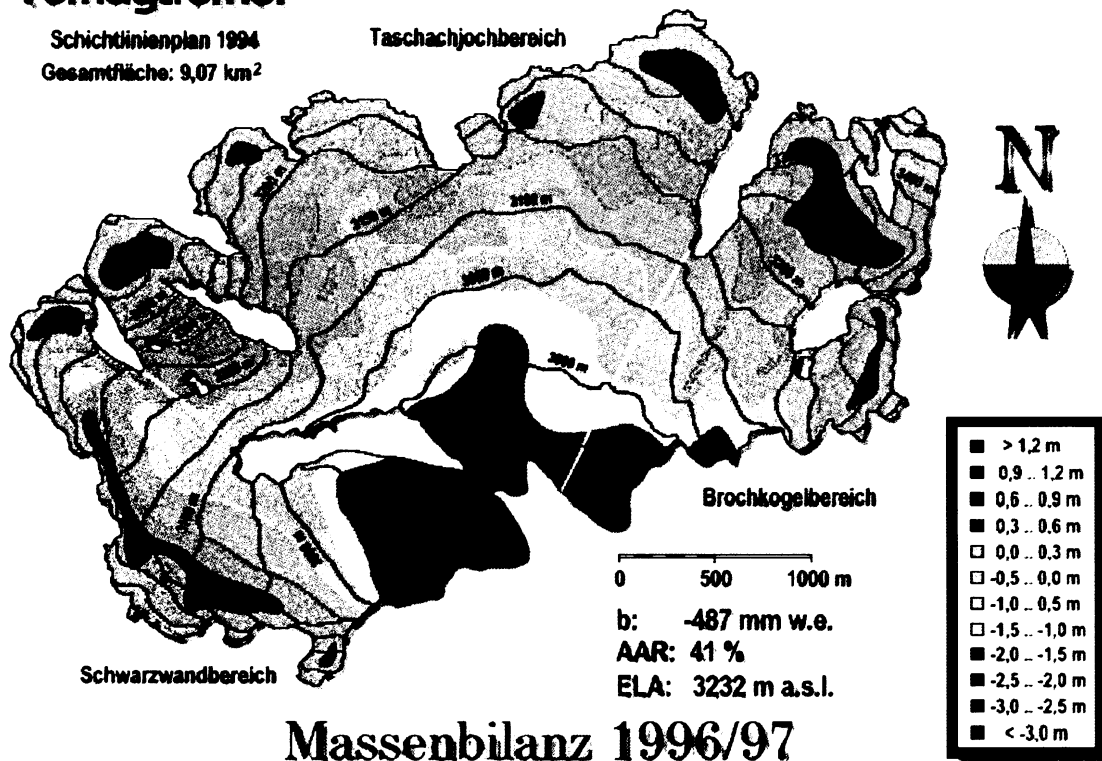 Schichtlinienplan 1994
Gesamtfläche: 9,07 km²
Taschachjochbereich
N
3100 m
Brochkogelbereich
Schwarzwandbereich
0 500 1000 m
b: -487 mm w.e.
AAR: 41 %
ELA: 3232 m a.s.l.
Massenbilanz 1996/97
> 1,2 m
0,9 .. 1,2 m
0,6 .. 0,9 m
0,3 .. 0,6 m
0,0 .. 0,3 m
-0,5 .. 0,0 m
-1,0 .. 0,5 m
-1,5 .. -1,0 m
-2,0 .. -1,5 m
-2,5 .. -2,0 m
-3,0 .. -2,5 m
< -3,0 m